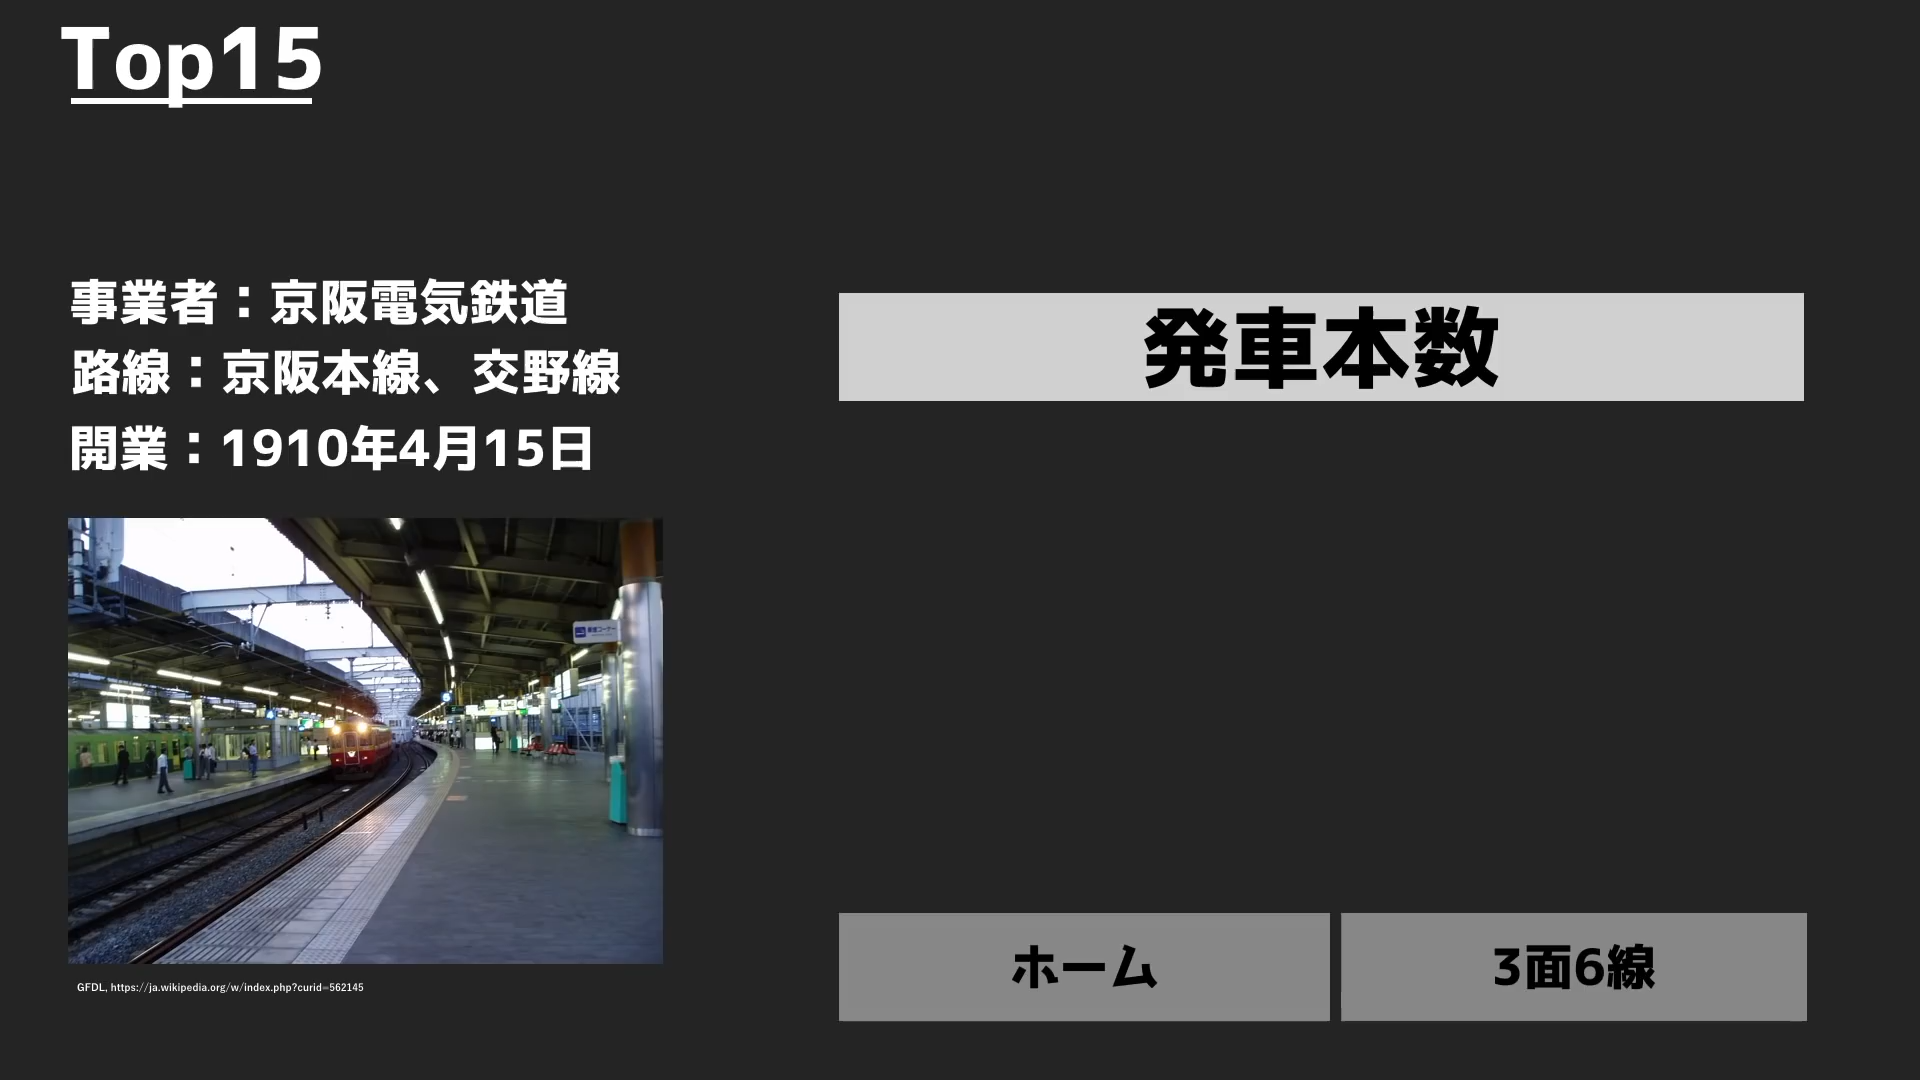 Top15
事業者：京阪電気鉄道
路線：京阪本線、交野線
開業：1910年4月15日
発車本数
ホーム
3面6線
GFDL, https://ja.wikipedia.org/w/index.php?curid=562145